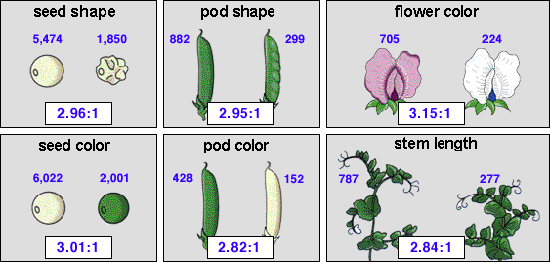 seed shape
5,474 1,850
2.96:1
pod shape
882 299
2.95:1
flower color
705 224
3.15:1
seed color
6,022 2,001
3.01:1
pod color
428 152
2.82:1
stem length
787 277
2.84:1